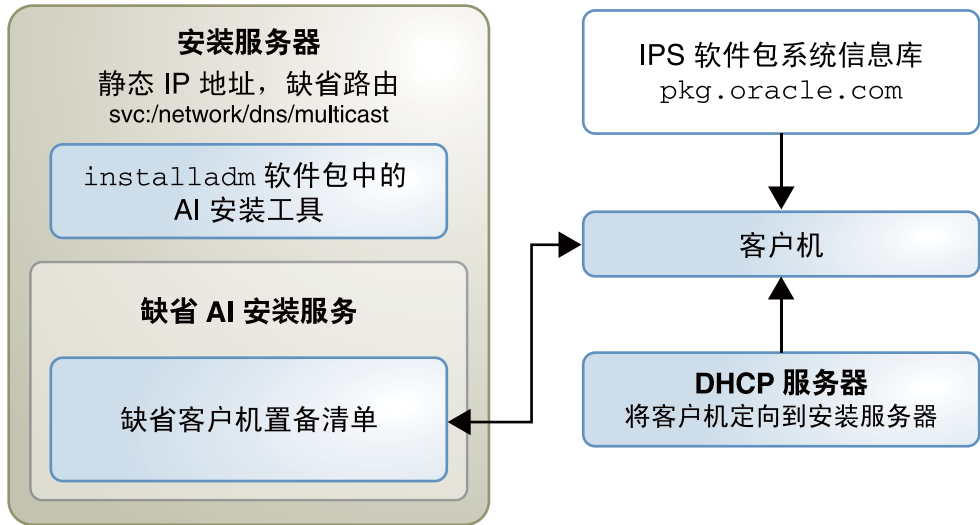 安装服务器
静态 IP 地址，缺省路由
svc:/network/dns/multicast
installadm 软件包中的
AI 安装工具
缺省 AI 安装服务
缺省客户机置备清单
IPS 软件包系统信息库
pkg.oracle.com
客户机
DHCP 服务器
将客户机定向到安装服务器